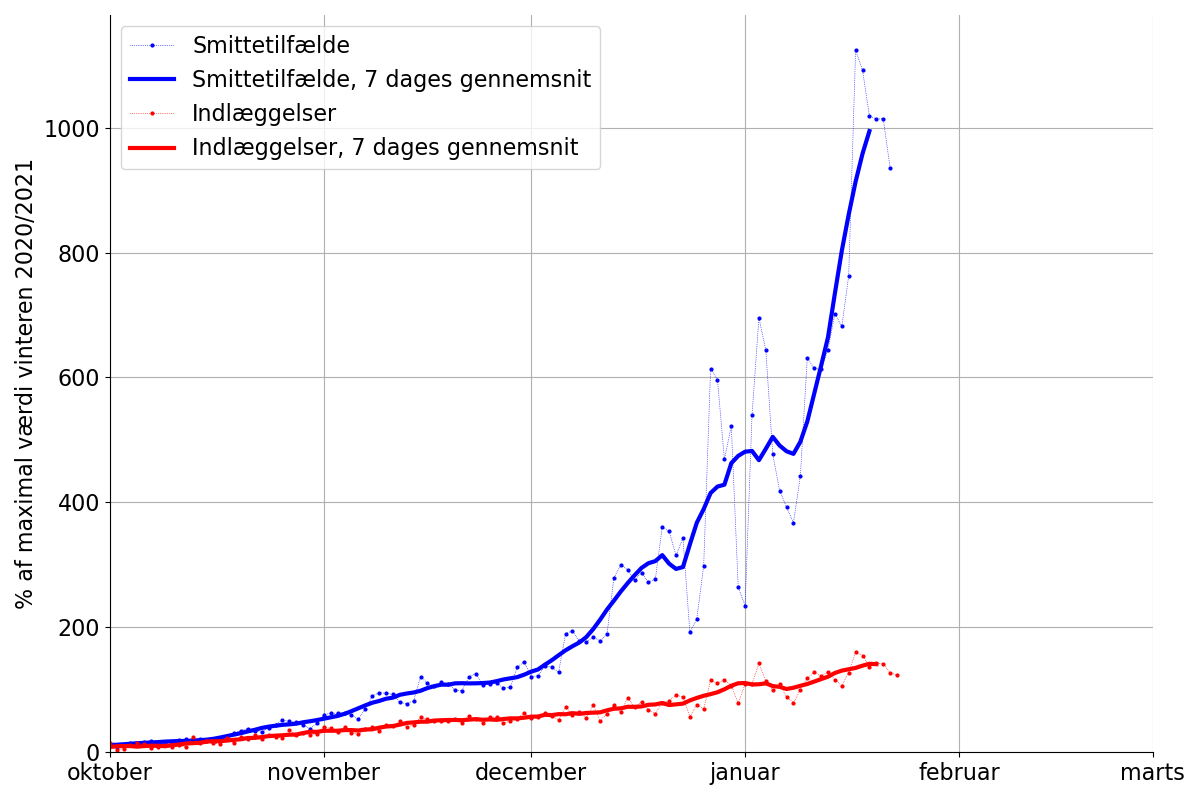 Smittetilfælde
Smittetilfælde, 7 dages gennemsnit
Indlæggelser
Indlæggelser, 7 dages gennemsnit
% af maximal værdi vinteren 2020/2021
1000
800
600
400
200
0
oktober november december januar februar marts